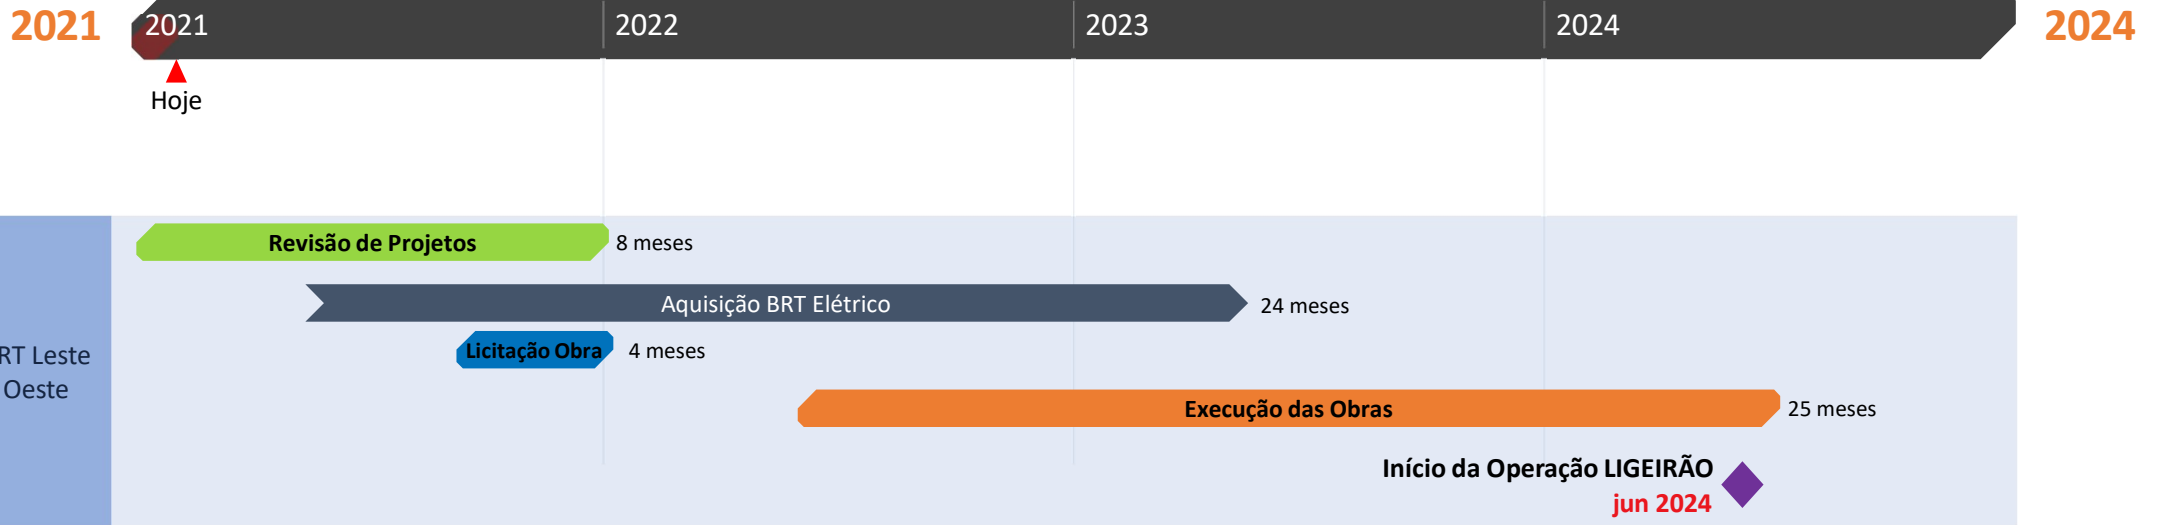 2021
2021 2022 2023 2024
2024
Hoje
Revisão de Projetos 8 meses
Aquisição BRT Elétrico 24 meses
Licitação Obra 4 meses
RT Leste
Oeste
Execução das Obras 25 meses
Início da Operação LIGEIRÃO
jun 2024